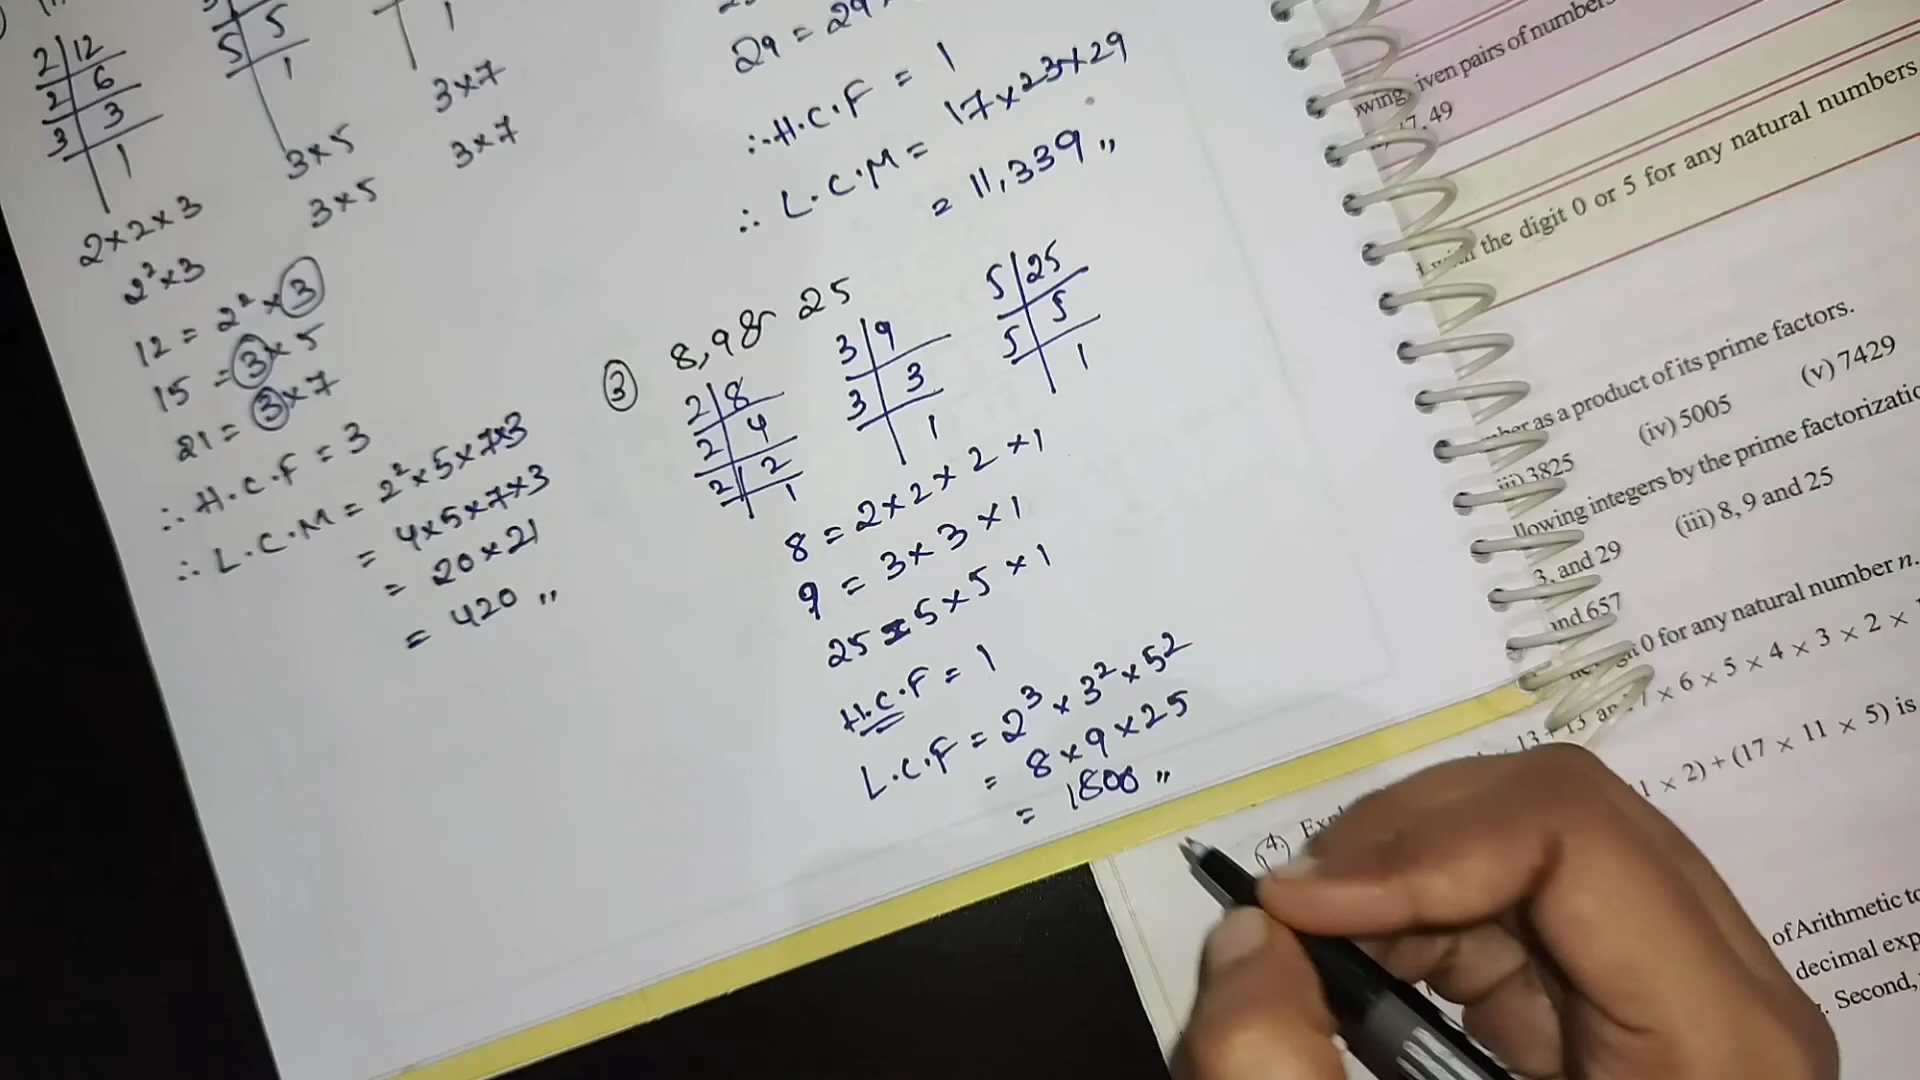 2 12
2 6
3 3
1
5
5 1
1
3×5
3×5
3×7
3×7
2×2×3
2²×3
12 = 2² × 3
15 = 3×5
21 = 3×7
∴ H.C.F = 3
∴ L.C.M = 2²×5×7×3
= 4×5×7×3
= 20×21
= 420 ,,
29 = 29
∴ H.C.F = 1
∴ L.C.M = 17×23×29
= 11,339 ,,
③ 8,9& 25
2 8
2 4
2 2
1
3 9
3 3
1
5 25
5 5
1
8 = 2×2×2×1
9 = 3×3×1
25 = 5×5×1
H.C.F = 1
L.C.F = 2³ × 3² × 5²
= 8×9×25
= 1800 ,,
iven pairs of numbers
49
the digit 0 or 5 for any natural numbers
as a product of its prime factors.
3825 (iv) 5005 (v) 7429
llowing integers by the prime factorizatio
3, and 29 (iii) 8, 9 and 25
and 657
0 for any natural number n.
× 6 × 5 × 4 × 3 × 2 ×
× 2) + (17 × 11 × 5) is
4.
of Arithmetic to
decimal exp
Second,